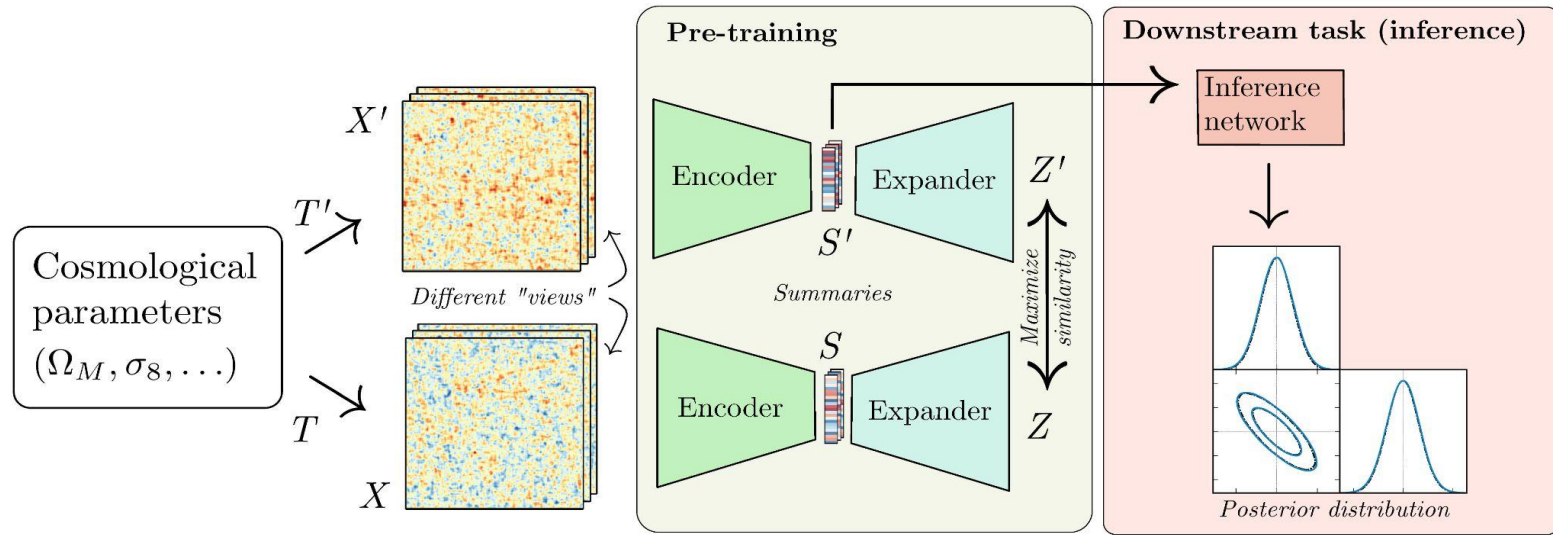 Cosmological
parameters
(Ω_M, σ_8, ...)
T′
T
X′
X
Different "views"
Pre-training
Encoder
Expander
S′
Z′
Summaries
Maximize
similarity
S
Encoder
Expander
Z
Downstream task (inference)
Inference
network
Posterior distribution